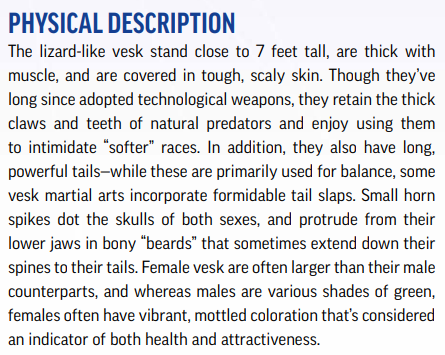 PHYSICAL DESCRIPTION
The lizard-like vesk stand close to 7 feet tall, are thick with
muscle, and are covered in tough, scaly skin. Though they've
long since adopted technological weapons, they retain the thick
claws and teeth of natural predators and enjoy using them
to intimidate “softer” races. In addition, they also have long,
powerful tails—while these are primarily used for balance, some
vesk martial arts incorporate formidable tail slaps. Small horn
spikes dot the skulls of both sexes, and protrude from their
lower jaws in bony “beards” that sometimes extend down their
spines to their tails. Female vesk are often larger than their male
counterparts, and whereas males are various shades of green,
females often have vibrant, mottled coloration that's considered
an indicator of both health and attractiveness.